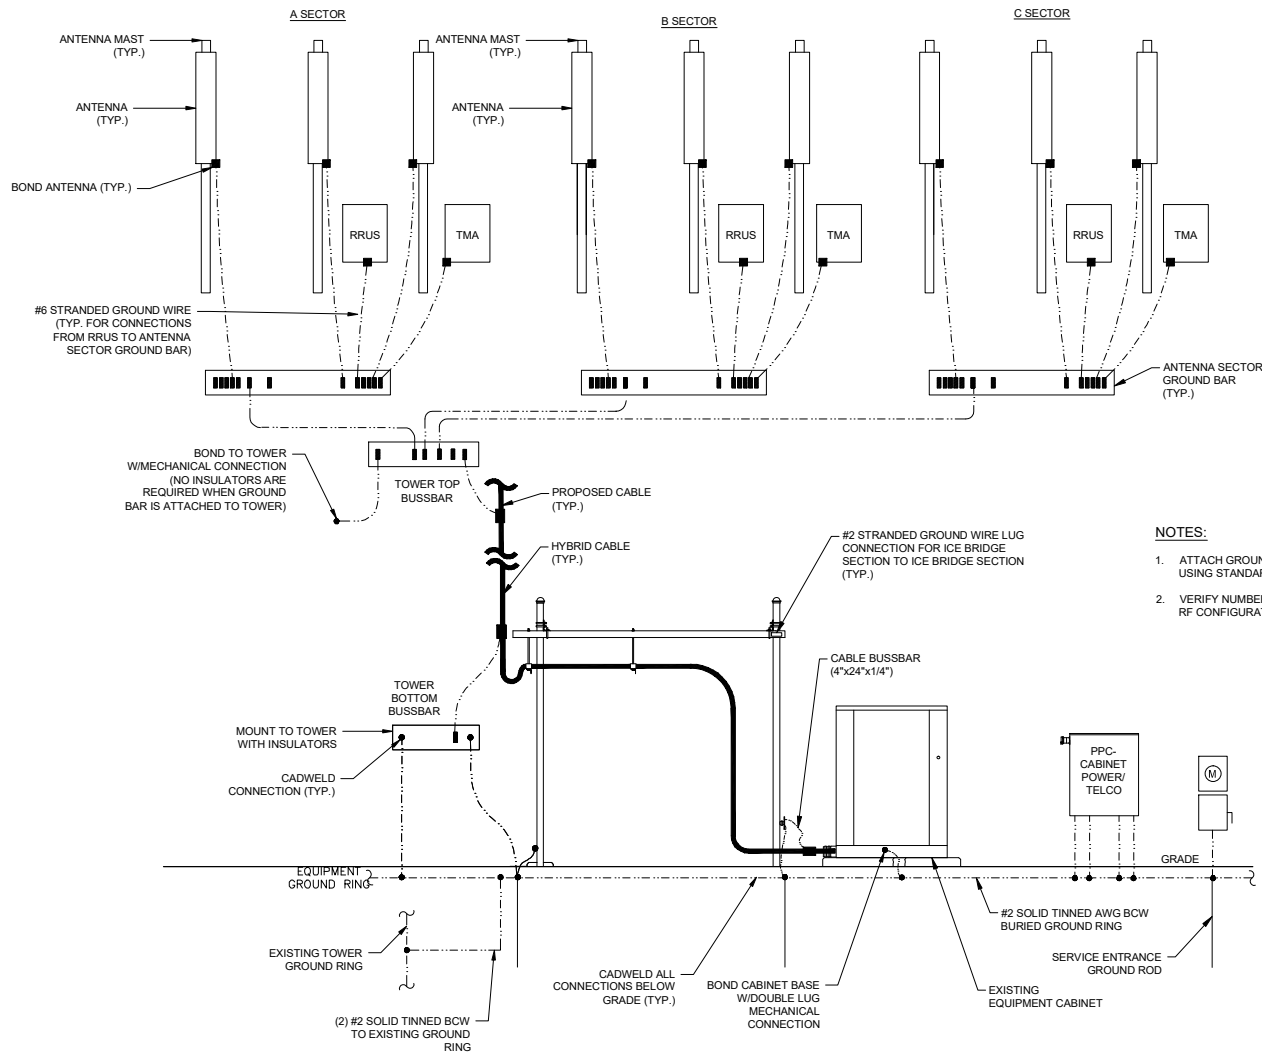 A SECTOR
B SECTOR
C SECTOR
ANTENNA MAST
(TYP.)
ANTENNA MAST
(TYP.)
ANTENNA
(TYP.)
ANTENNA
(TYP.)
BOND ANTENNA (TYP.)
RRUS
TMA
RRUS
TMA
RRUS
TMA
#6 STRANDED GROUND WIRE
(TYP. FOR CONNECTIONS
FROM RRUS TO ANTENNA
SECTOR GROUND BAR)
ANTENNA SECTOR
GROUND BAR
(TYP.)
BOND TO TOWER
W/MECHANICAL CONNECTION
(NO INSULATORS ARE
REQUIRED WHEN GROUND
BAR IS ATTACHED TO TOWER)
TOWER TOP
BUSSBAR
PROPOSED CABLE
(TYP.)
HYBRID CABLE
(TYP.)
#2 STRANDED GROUND WIRE LUG
CONNECTION FOR ICE BRIDGE
SECTION TO ICE BRIDGE SECTION
(TYP.)
NOTES:
1. ATTACH GROUN
USING STANDAR
2. VERIFY NUMBE
RF CONFIGURAT
CABLE BUSSBAR
(4"x24"x1/4")
TOWER
BOTTOM
BUSSBAR
MOUNT TO TOWER
WITH INSULATORS
CADWELD
CONNECTION (TYP.)
PPC-
CABINET
POWER/
TELCO
M
GRADE
EQUIPMENT
GROUND RING
EXISTING TOWER
GROUND RING
(2) #2 SOLID TINNED BCW
TO EXISTING GROUND
RING
CADWELD ALL
CONNECTIONS BELOW
GRADE (TYP.)
BOND CABINET BASE
W/DOUBLE LUG
MECHANICAL
CONNECTION
#2 SOLID TINNED AWG BCW
BURIED GROUND RING
EXISTING
EQUIPMENT CABINET
SERVICE ENTRANCE
GROUND ROD